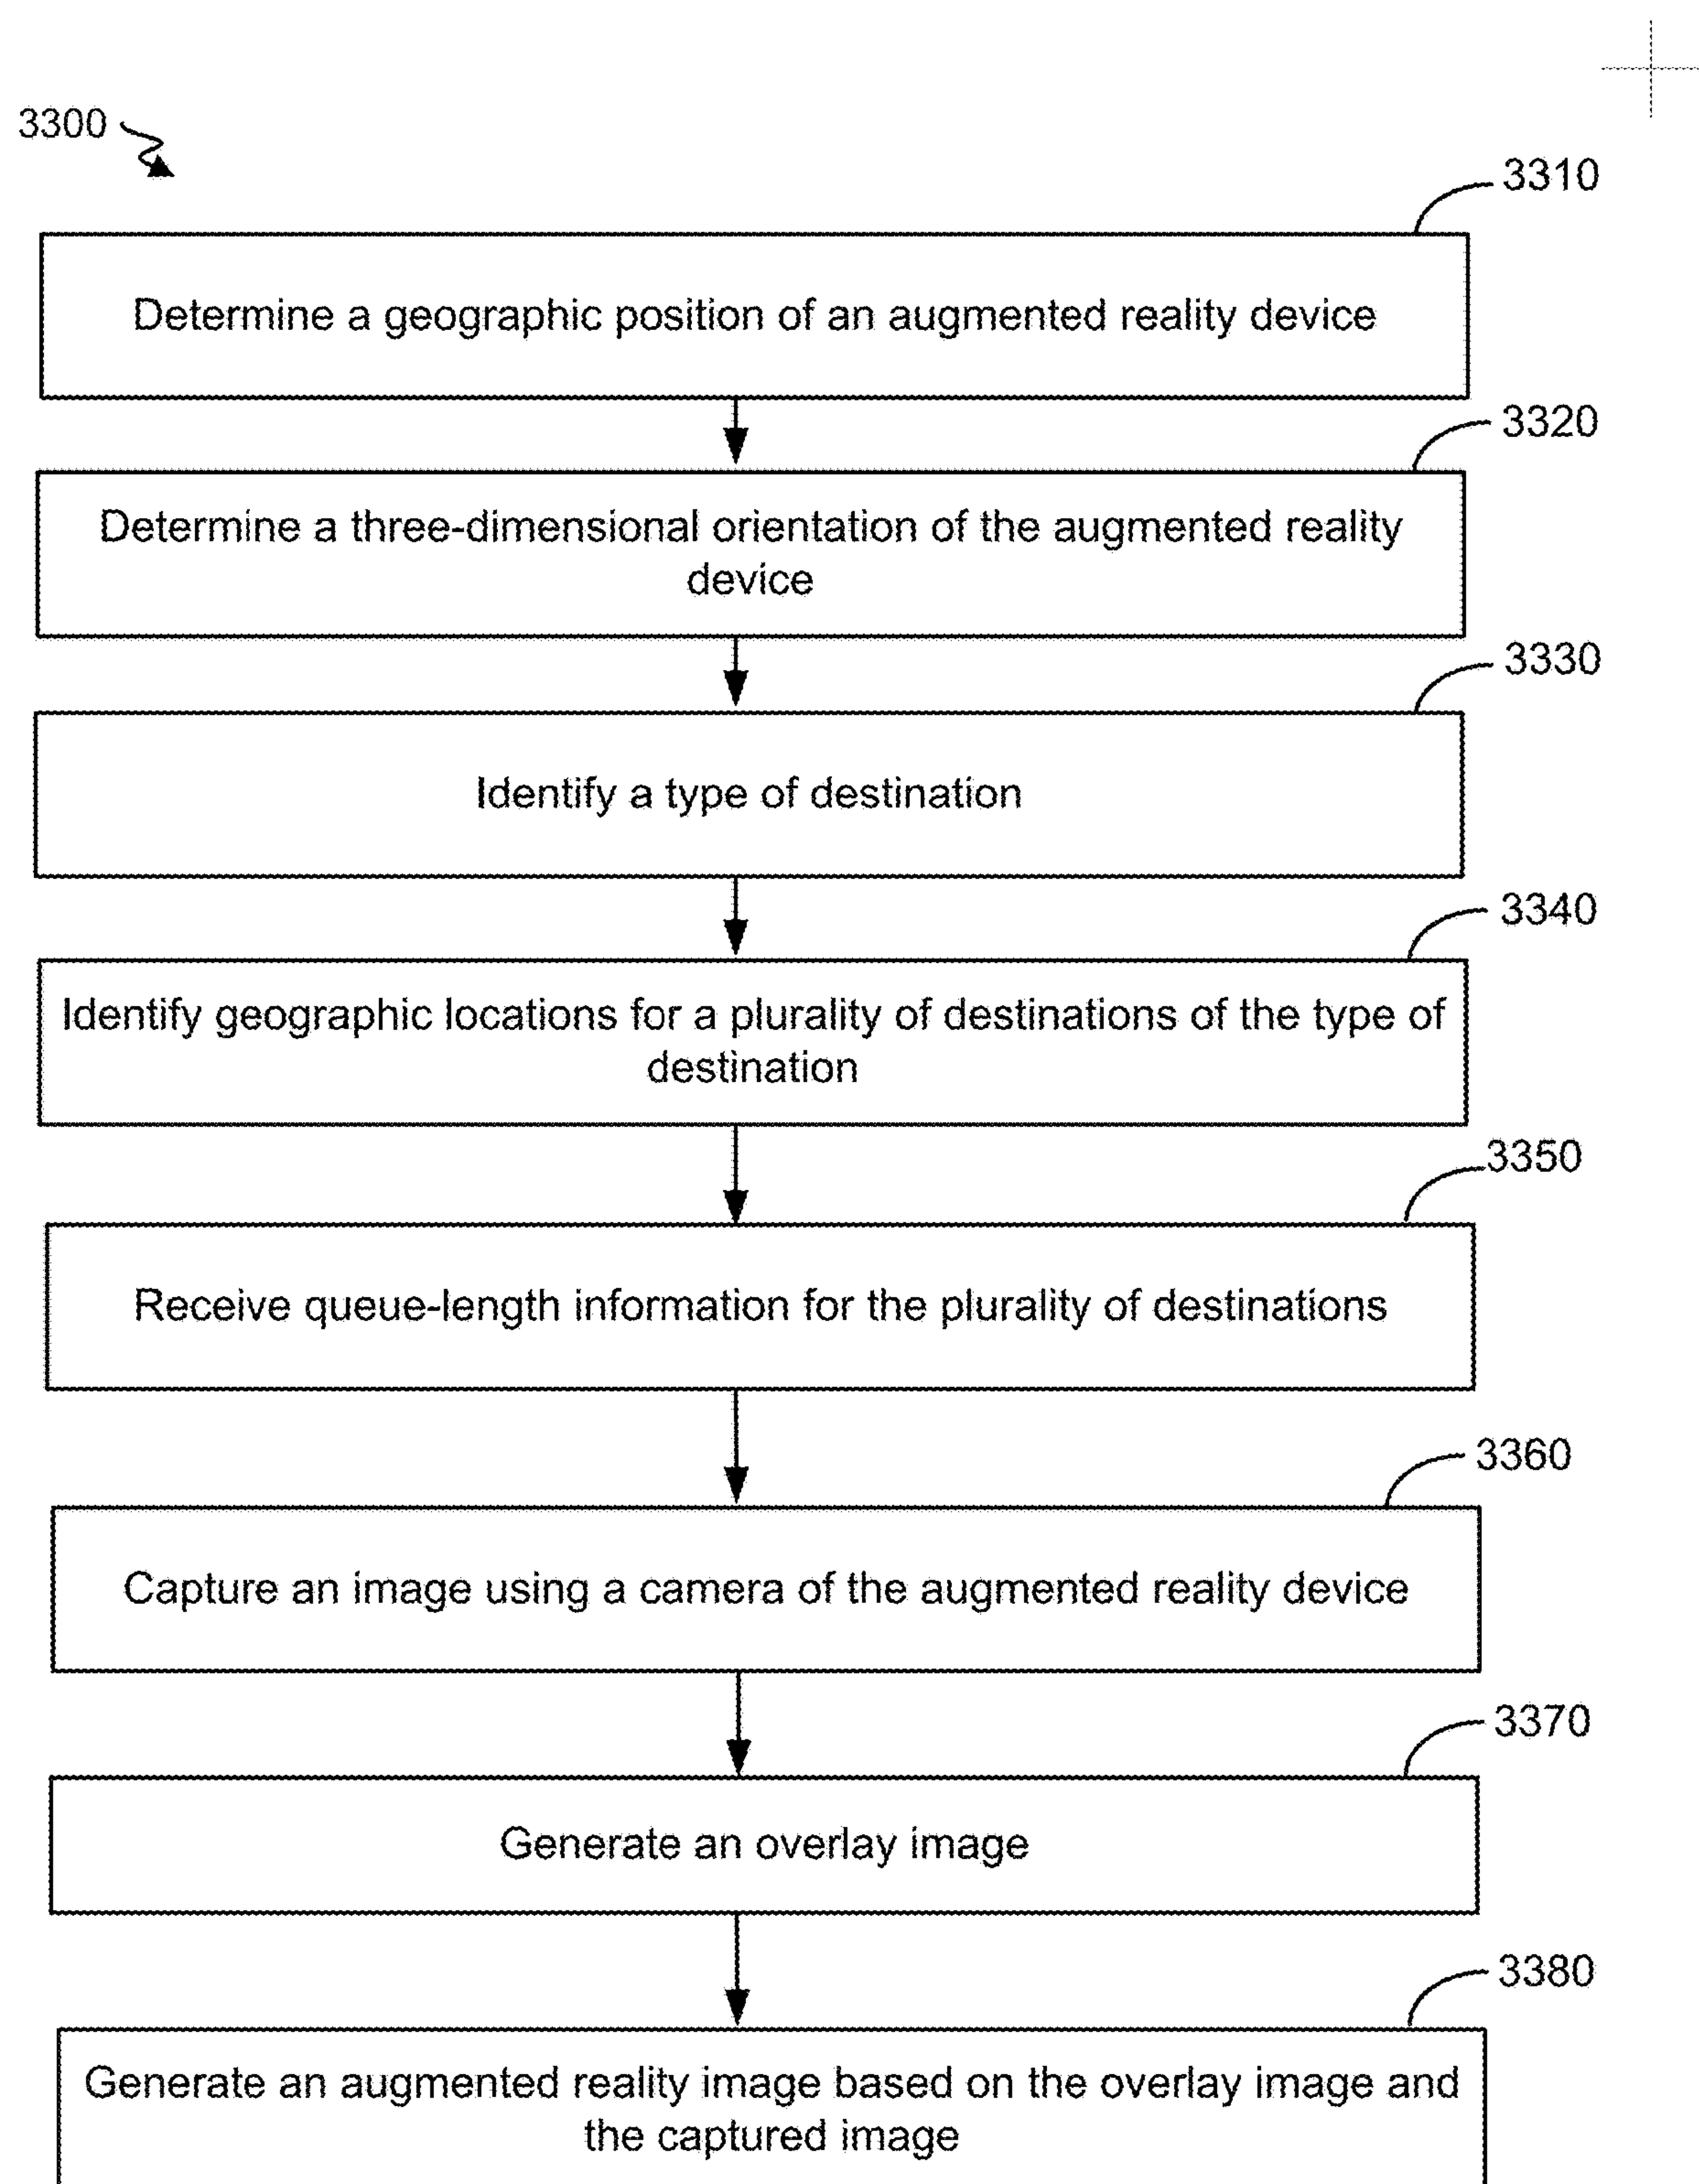 3300
3310
Determine a geographic position of an augmented reality device
3320
Determine a three-dimensional orientation of the augmented reality
device
3330
Identify a type of destination
3340
Identify geographic locations for a plurality of destinations of the type of
destination
3350
Receive queue-length information for the plurality of destinations
3360
Capture an image using a camera of the augmented reality device
3370
Generate an overlay image
3380
Generate an augmented reality image based on the overlay image and
the captured image